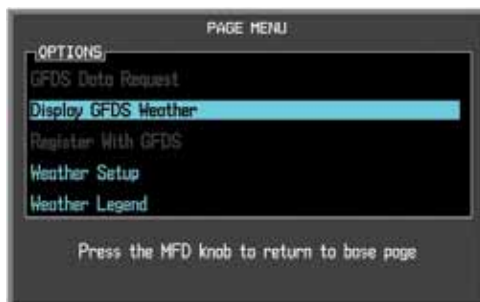 PAGE MENU
OPTIONS
GFDS Data Request
Display GFDS Weather
Register With GFDS
Weather Setup
Weather Legend
Press the MFD knob to return to base page